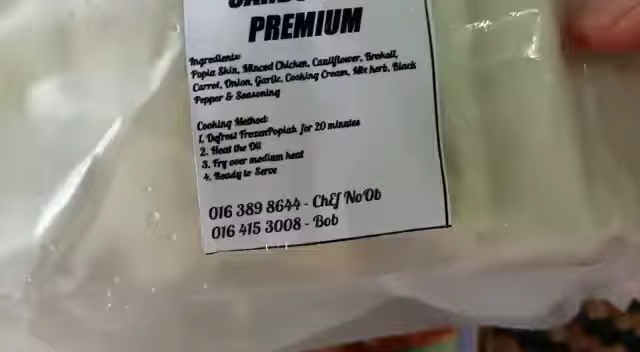 PREMIUM
Ingredients:
Popia Skin, Minced Chicken, Cauliflower, Brokoli,
Carrot, Onion, Garlic, Cooking Cream, Mix herb, Black
Pepper & Seasoning
Cooking Method:
1. Defrost FrozenPopiah for 20 minutes
2. Heat the Oil
3. Fry over medium heat
4. Ready to Serve
016 389 8644 - Chef No'Ob
016 415 3008 - Bob